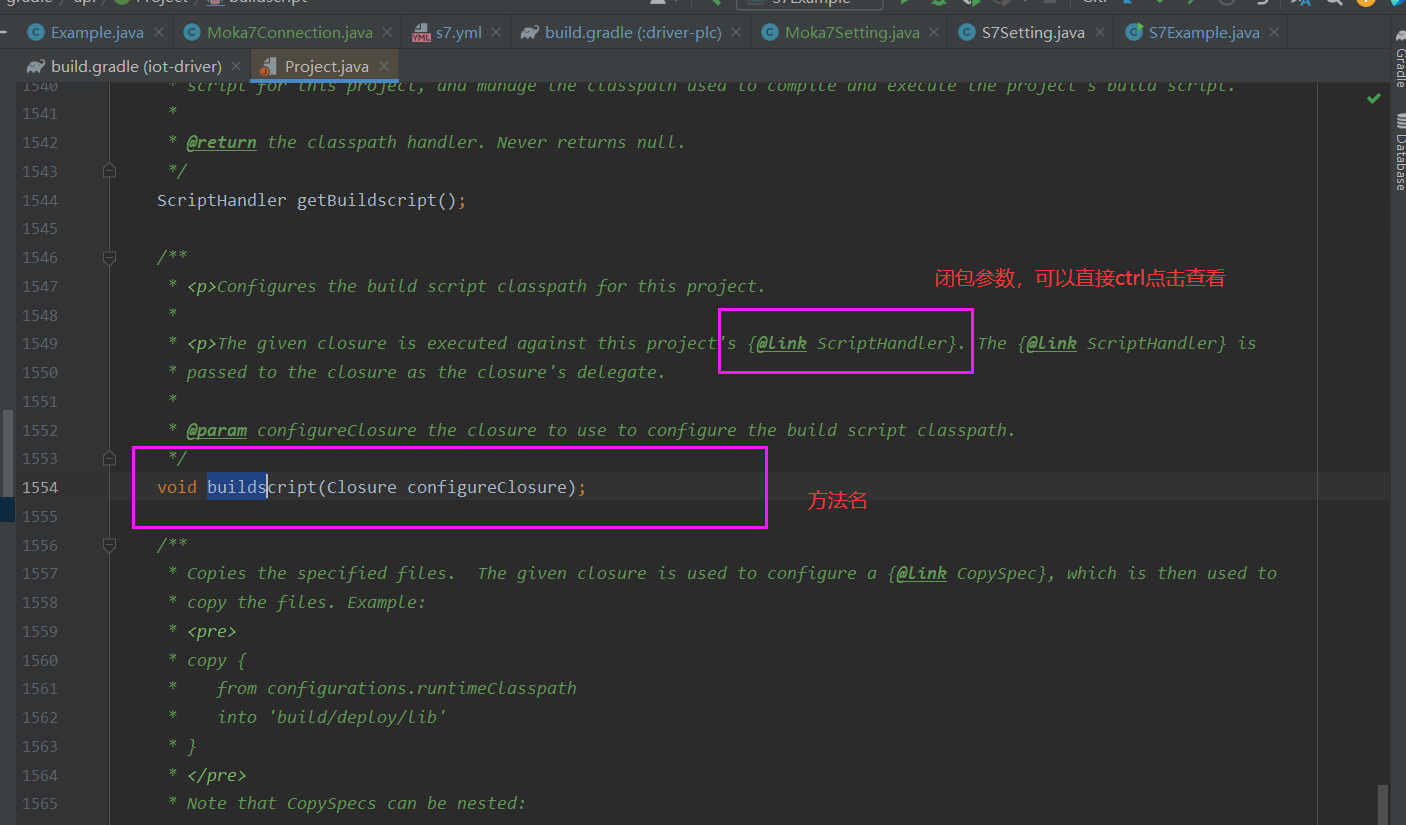 gradle / api / Project / buildscript
S7Example
Git:
Example.java
Moka7Connection.java
s7.yml
build.gradle (:driver-plc)
Moka7Setting.java
S7Setting.java
S7Example.java
build.gradle (iot-driver)
Project.java
Gradle
Database
1540 * script for this project, and manage the classpath used to compile and execute the project's build script.
1541 *
1542 * @return the classpath handler. Never returns null.
1543 */
1544 ScriptHandler getBuildscript();
1545
1546 /**
1547 * <p>Configures the build script classpath for this project.
闭包参数，可以直接ctrl点击查看
1548 *
1549 * <p>The given closure is executed against this project's {@link ScriptHandler}. The {@link ScriptHandler} is
1550 * passed to the closure as the closure's delegate.
1551 *
1552 * @param configureClosure the closure to use to configure the build script classpath.
1553 */
1554 void buildscript(Closure configureClosure);
方法名
1555
1556 /**
1557 * Copies the specified files.  The given closure is used to configure a {@link CopySpec}, which is then used to
1558 * copy the files. Example:
1559 * <pre>
1560 * copy {
1561 *    from configurations.runtimeClasspath
1562 *    into 'build/deploy/lib'
1563 * }
1564 * </pre>
1565 * Note that CopySpecs can be nested: